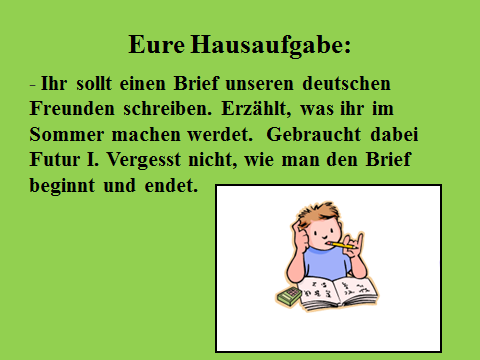 Eure Hausaufgabe:
- Ihr sollt einen Brief unseren deutschen
Freunden schreiben. Erzählt, was ihr im
Sommer machen werdet. Gebraucht dabei
Futur I. Vergesst nicht, wie man den Brief
beginnt und endet.